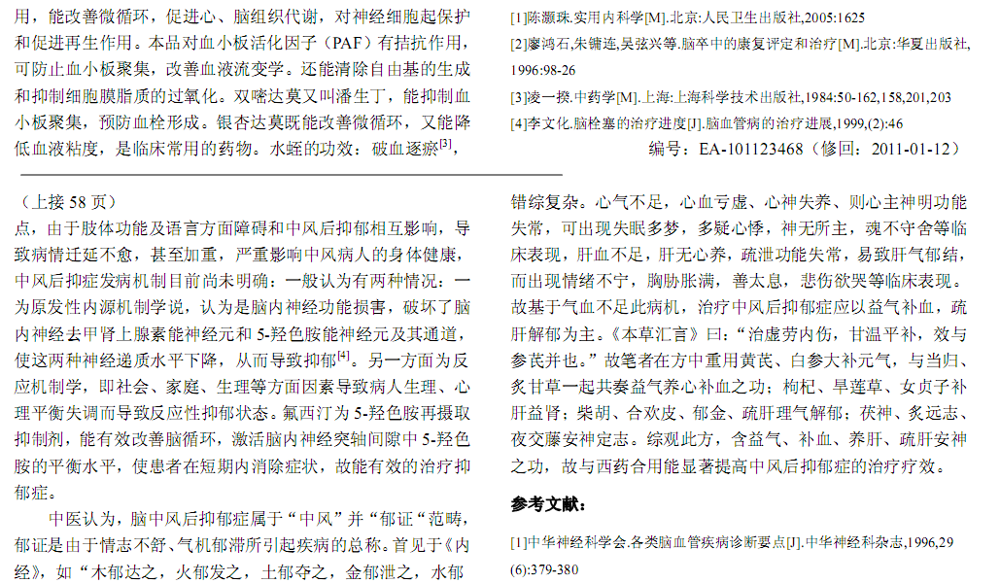 用，能改善微循环，促进心、脑组织代谢，对神经细胞起保护
和促进再生作用。本品对血小板活化因子（PAF）有拮抗作用，
可防止血小板聚集，改善血液流变学。还能清除自由基的生成
和抑制细胞膜脂质的过氧化。双嘧达莫又叫潘生丁，能抑制血
小板聚集，预防血栓形成。银杏达莫既能改善微循环，又能降
低血液粘度，是临床常用的药物。水蛭的功效：破血逐瘀[3]，
[1]陈灏珠.实用内科学[M].北京:人民卫生出版社,2005:1625
[2]廖鸿石,朱镛连,吴弦兴等.脑卒中的康复评定和治疗[M].北京:华夏出版社,
1996:98-26
[3]凌一揆.中药学[M].上海:上海科学技术出版社,1984:50-162,158,201,203
[4]李文化.脑栓塞的治疗进度[J].脑血管病的治疗进展,1999,(2):46
编号：EA-101123468（修回：2011-01-12）
（上接 58 页）
点，由于肢体功能及语言方面障碍和中风后抑郁相互影响，导
致病情迁延不愈，甚至加重，严重影响中风病人的身体健康，
中风后抑症发病机制目前尚未明确：一般认为有两种情况：一
为原发性内源机制学说，认为是脑内神经功能损害，破坏了脑
内神经去甲肾上腺素能神经元和 5-羟色胺能神经元及其通道，
使这两种神经递质水平下降，从而导致抑郁[4]。另一方面为反
应机制学，即社会、家庭、生理等方面因素导致病人生理、心
理平衡失调而导致反应性抑郁状态。氟西汀为 5-羟色胺再摄取
抑制剂，能有效改善脑循环，激活脑内神经突轴间隙中 5-羟色
胺的平衡水平，使患者在短期内消除症状，故能有效的治疗抑
郁症。
中医认为，脑中风后抑郁症属于“中风”并“郁证“范畴，
郁证是由于情志不舒、气机郁滞所引起疾病的总称。首见于《内
经》，如“木郁达之，火郁发之，土郁夺之，金郁泄之，水郁
错综复杂。心气不足，心血亏虚、心神失养、则心主神明功能
失常，可出现失眠多梦，多疑心悸，神无所主，魂不守舍等临
床表现，肝血不足，肝无心养，疏泄功能失常，易致肝气郁结，
而出现情绪不宁，胸胁胀满，善太息，悲伤欲哭等临床表现。
故基于气血不足此病机，治疗中风后抑郁症应以益气补血，疏
肝解郁为主。《本草汇言》曰：“治虚劳内伤，甘温平补，效与
参芪并也。”故笔者在方中重用黄芪、白参大补元气，与当归、
炙甘草一起共奏益气养心补血之功；枸杞、旱莲草、女贞子补
肝益肾；柴胡、合欢皮、郁金、疏肝理气解郁；茯神、炙远志、
夜交藤安神定志。综观此方，含益气、补血、养肝、疏肝安神
之功，故与西药合用能显著提高中风后抑郁症的治疗疗效。
参考文献：
[1]中华神经科学会.各类脑血管疾病诊断要点[J].中华神经科杂志,1996,29
(6):379-380